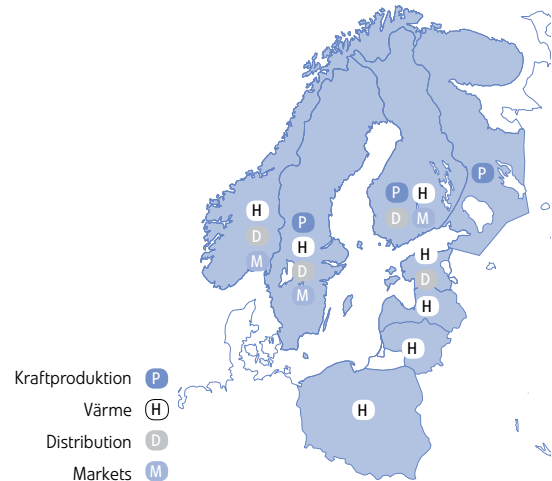 P
P H
D M
H
D
M
P
H
D
M
H
D
H
H
H
Kraftproduktion P
Värme H
Distribution D
Markets M